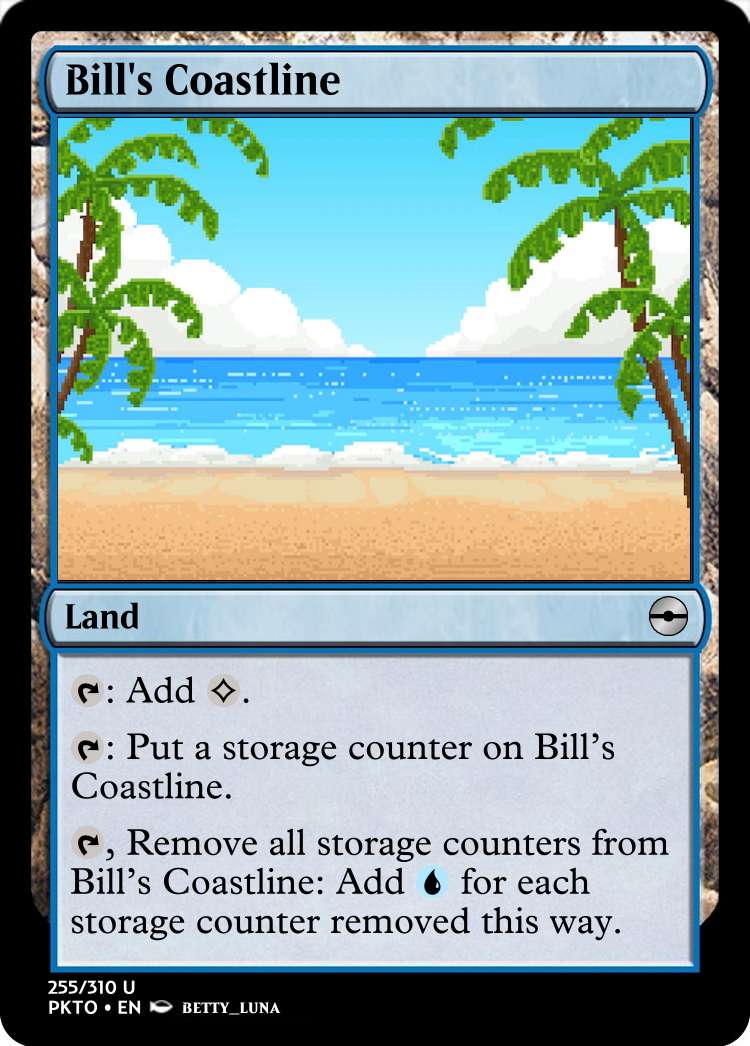 Bill's Coastline
Land
: Add .
: Put a storage counter on Bill's
Coastline.
, Remove all storage counters from
Bill's Coastline: Add for each
storage counter removed this way.
255/310 U
PKTO • EN BETTY_LUNA